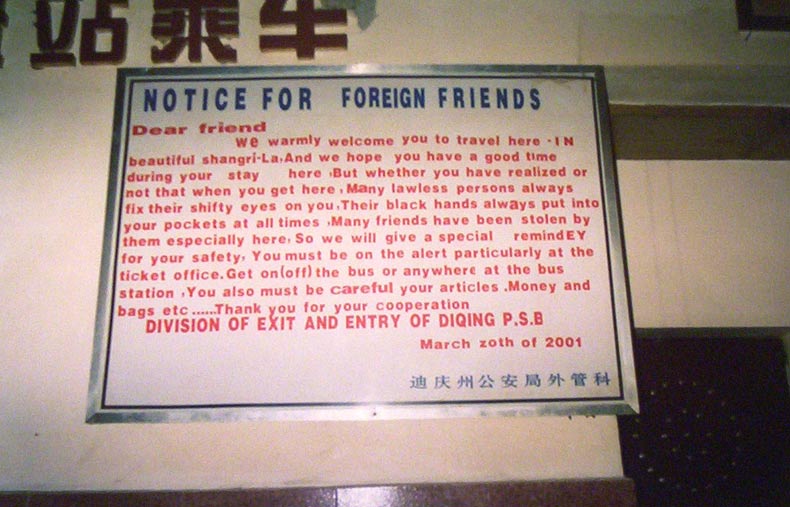 站乘车
NOTICE FOR FOREIGN FRIENDS
Dear friend
we warmly welcome you to travel here · IN
beautiful shangri-La,And we hope you have a good time
during your stay here ,But whether you have realized or
not that when you get here,Many lawless persons always
fix their shifty eyes on you,Their black hands always put into
your pockets at all times ,Many friends have been stolen by
them especially here, So we will give a special remindEY
for your safety, You must be on the alert particularly at the
ticket office.Get on(off)the bus or anywhere at the bus
station ,You also must be careful your articles .Money and
bags etc ......Thank you for your cooperation
DIVISION OF EXIT AND ENTRY OF DIQING P.S.B
March zoth of 2001
迪庆州公安局外管科